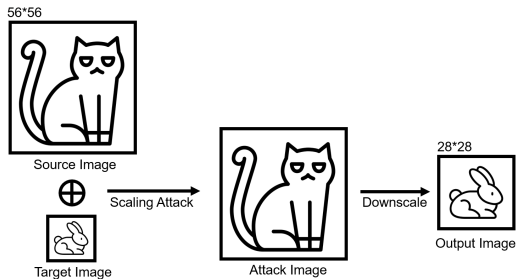 56*56
Source Image
Scaling Attack
Target Image
Attack Image
Downscale
28*28
Output Image